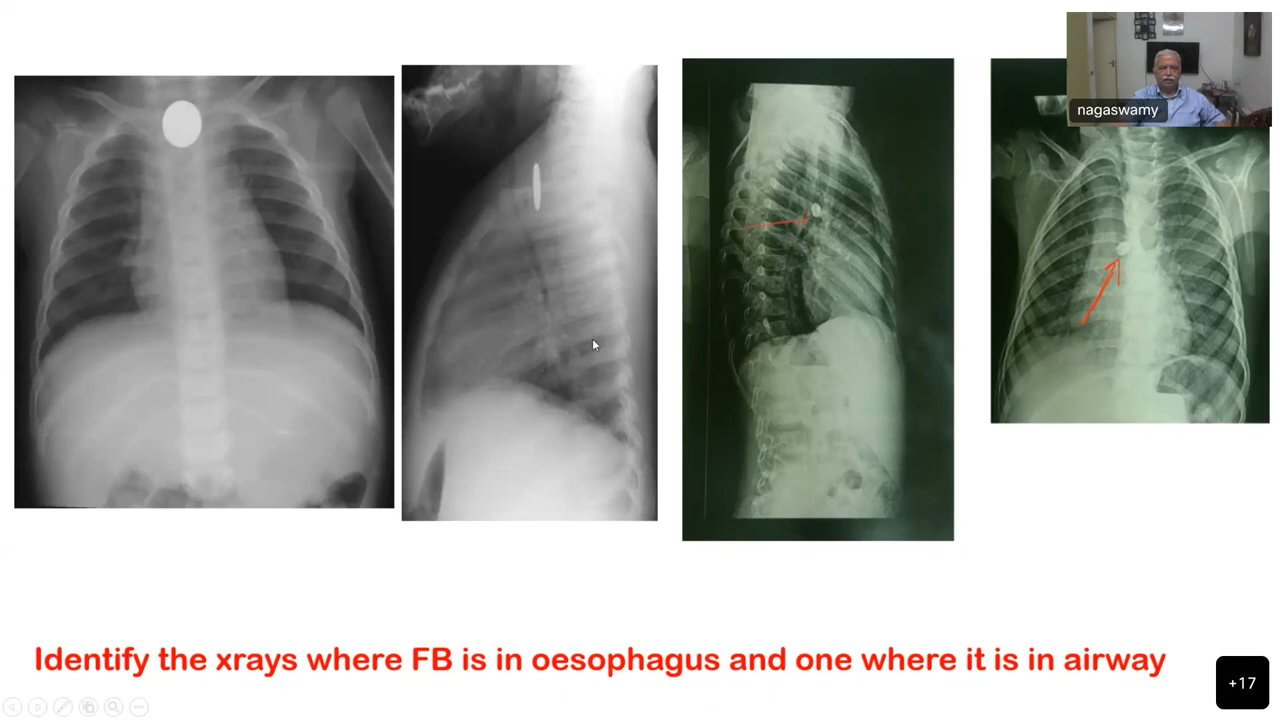 nagaswamy
Identify the xrays where FB is in oesophagus and one where it is in airway
+17